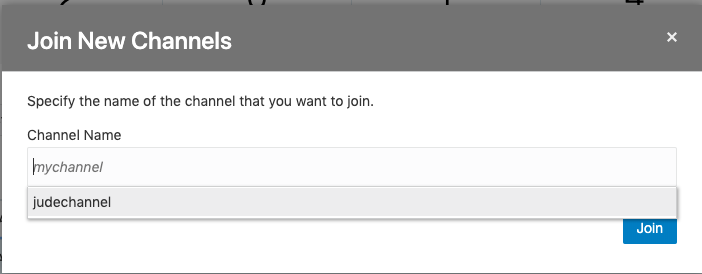 Join New Channels
×
Specify the name of the channel that you want to join.
Channel Name
mychannel
judechannel
Join